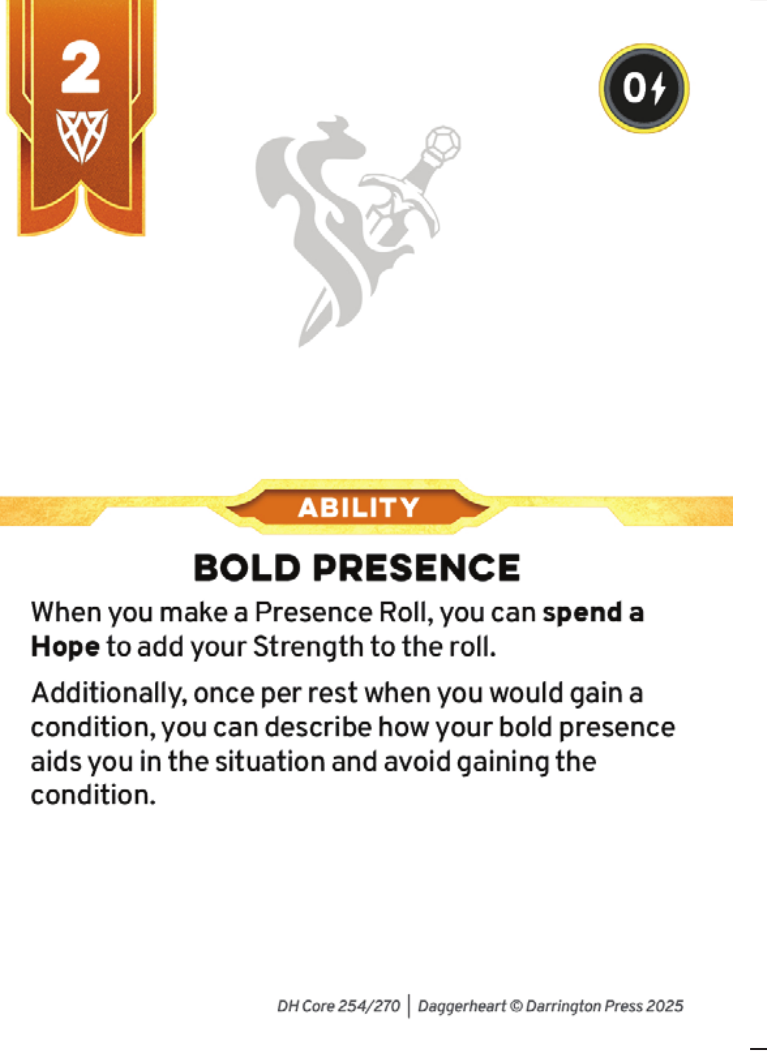 2
0
ABILITY
BOLD PRESENCE
When you make a Presence Roll, you can spend a
Hope to add your Strength to the roll.
Additionally, once per rest when you would gain a
condition, you can describe how your bold presence
aids you in the situation and avoid gaining the
condition.
DH Core 254/270 | Daggerheart © Darrington Press 2025